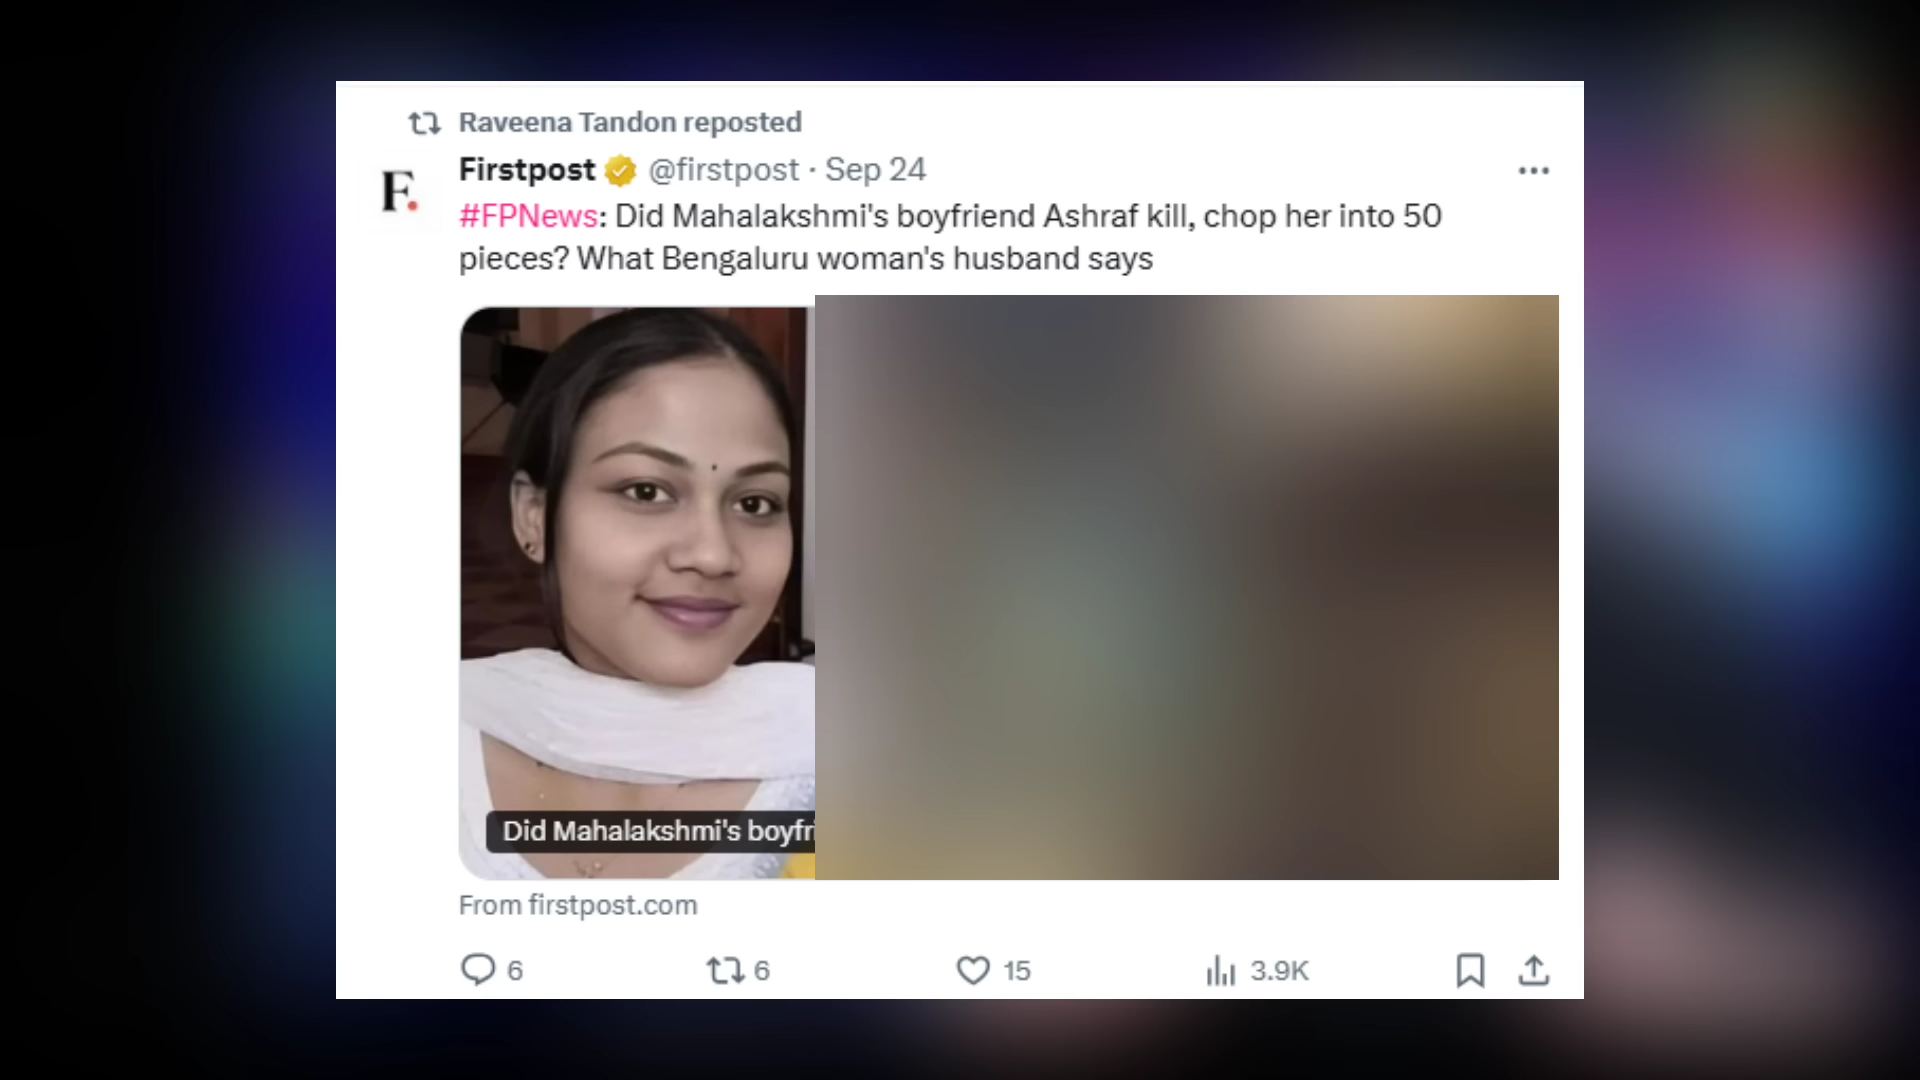 Raveena Tandon reposted
Firstpost @firstpost · Sep 24
F.
#FPNews: Did Mahalakshmi's boyfriend Ashraf kill, chop her into 50
pieces? What Bengaluru woman's husband says
Did Mahalakshmi's boyfri
From firstpost.com
6 6 15 3.9K